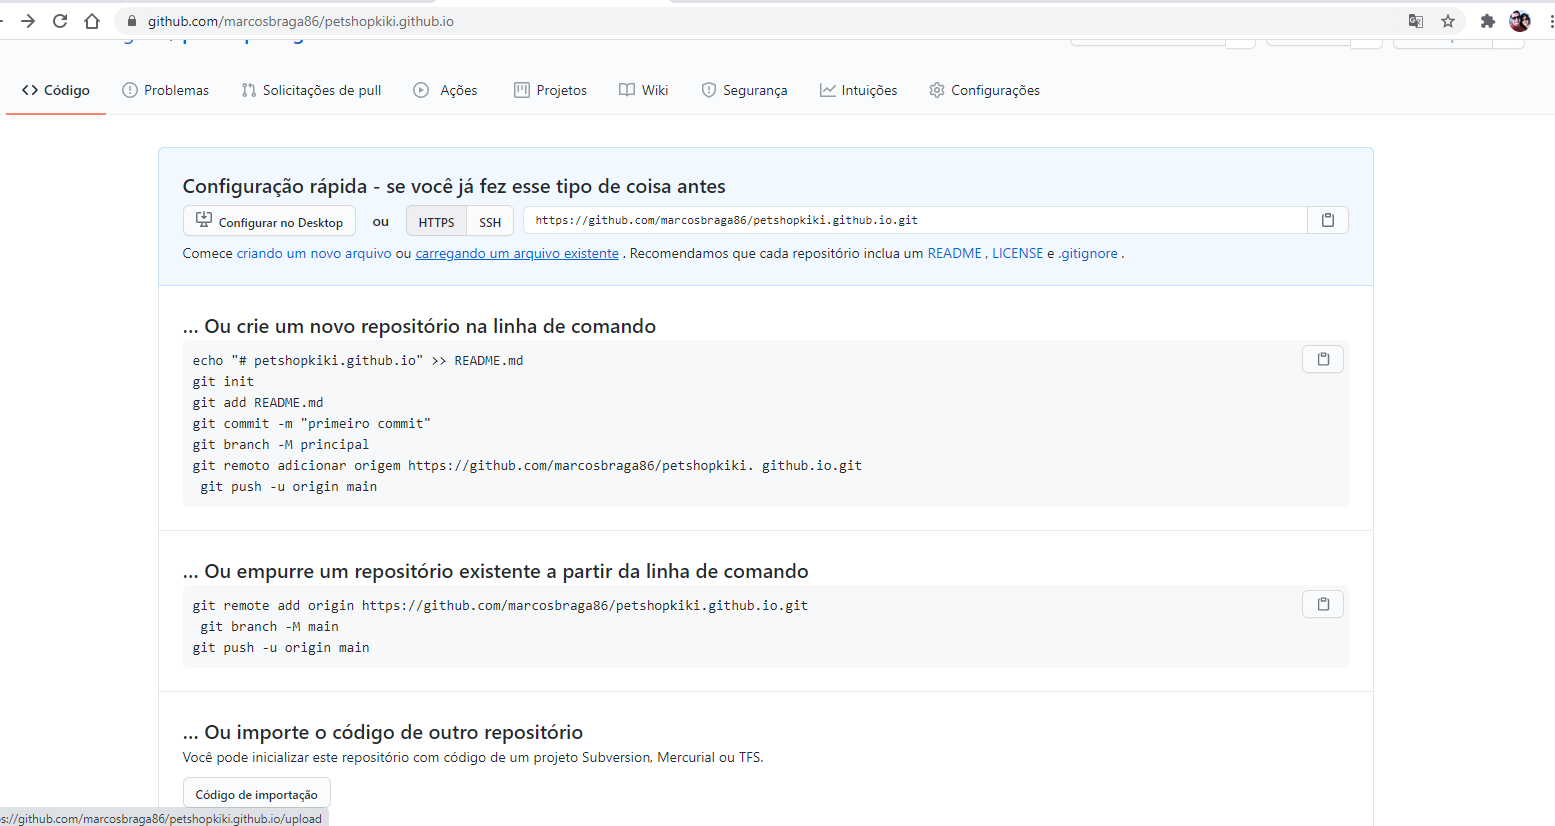 github.com/marcosbraga86/petshopkiki.github.io
Código
Problemas
Solicitações de pull
Ações
Projetos
Wiki
Segurança
Intuições
Configurações
Configuração rápida - se você já fez esse tipo de coisa antes
Configurar no Desktop
ou
HTTPS
SSH
https://github.com/marcosbraga86/petshopkiki.github.io.git
Comece criando um novo arquivo ou carregando um arquivo existente . Recomendamos que cada repositório inclua um README , LICENSE e .gitignore .
... Ou crie um novo repositório na linha de comando
echo "# petshopkiki.github.io" >> README.md
git init
git add README.md
git commit -m "primeiro commit"
git branch -M principal
git remoto adicionar origem https://github.com/marcosbraga86/petshopkiki. github.io.git
git push -u origin main
... Ou empurre um repositório existente a partir da linha de comando
git remote add origin https://github.com/marcosbraga86/petshopkiki.github.io.git
git branch -M main
git push -u origin main
... Ou importe o código de outro repositório
Você pode inicializar este repositório com código de um projeto Subversion, Mercurial ou TFS.
Código de importação
s://github.com/marcosbraga86/petshopkiki.github.io/upload